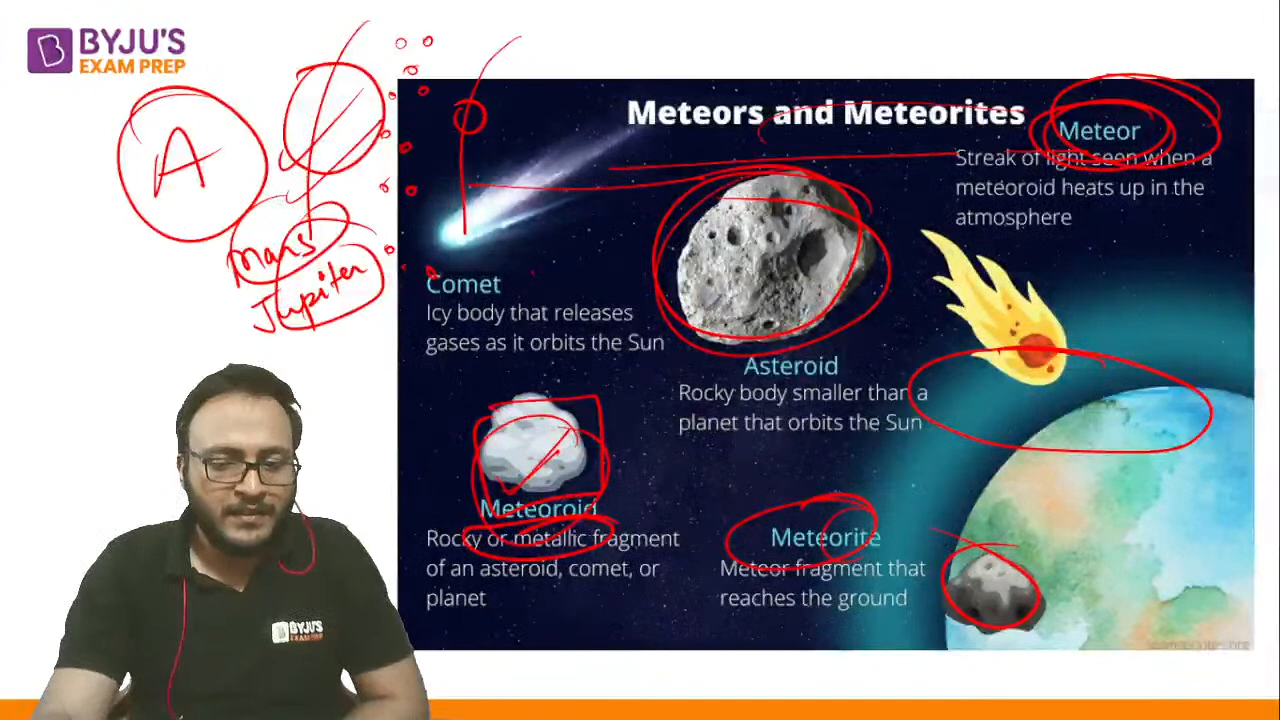 BYJU'S
EXAM PREP
A
Mars
Jupiter
Meteors and Meteorites
Meteor
Streak of light seen when a
meteoroid heats up in the
atmosphere
Comet
Icy body that releases
gases as it orbits the Sun
Asteroid
Rocky body smaller than a
planet that orbits the Sun
Meteoroid
Rocky or metallic fragment
of an asteroid, comet, or
planet
Meteorite
Meteor fragment that
reaches the ground
BYJU'S
EXAM PREP